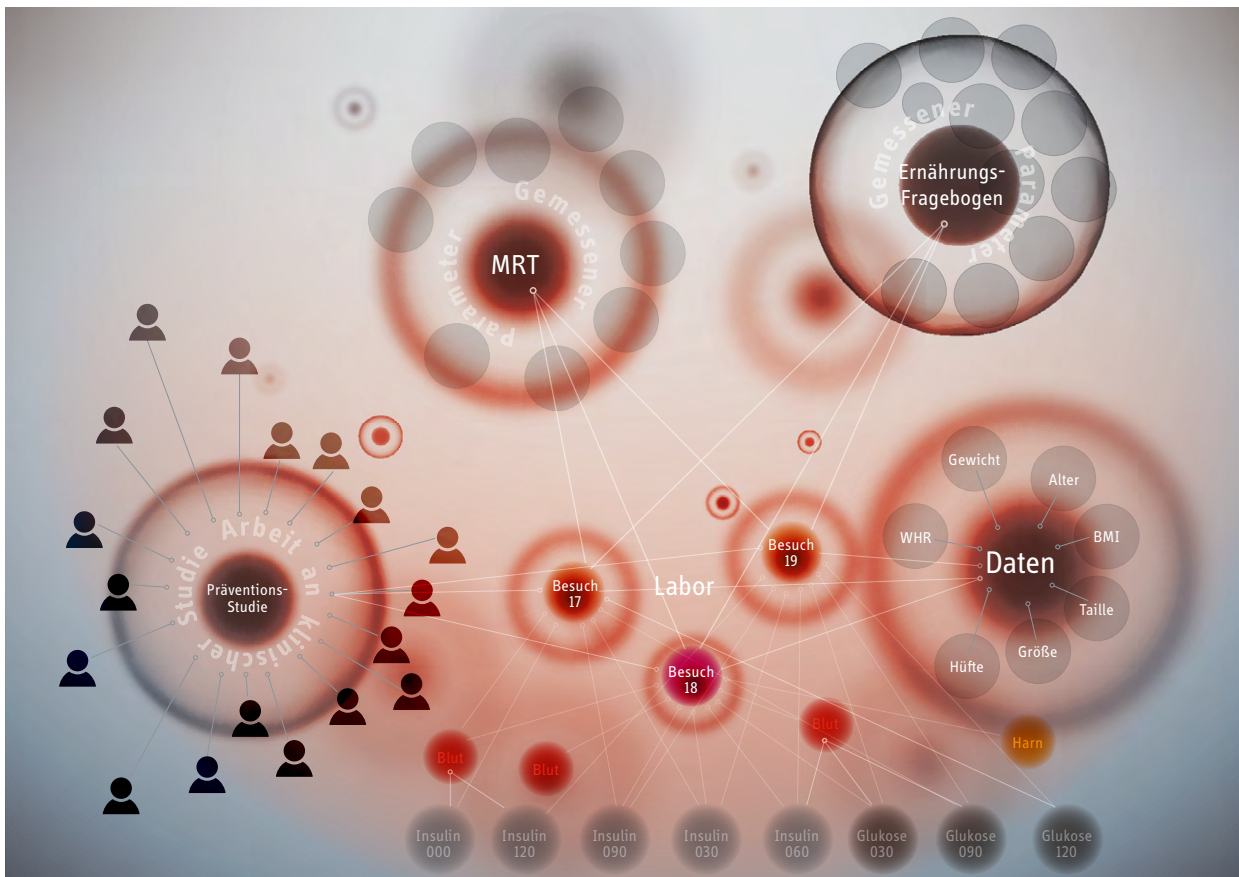 Gemessener
Parameter
Ernährungs-
Fragebogen
Gemessener
Parameter
MRT
Gewicht
Alter
WHR
BMI
Daten
Taille
Größe
Hüfte
Studie Arbeit an
Klinischer
Präventions-
Studie
Besuch
19
Besuch
17
Labor
Besuch
18
Blut
Blut
Blut
Harn
Insulin
000
Insulin
120
Insulin
090
Insulin
030
Insulin
060
Glukose
030
Glukose
090
Glukose
120